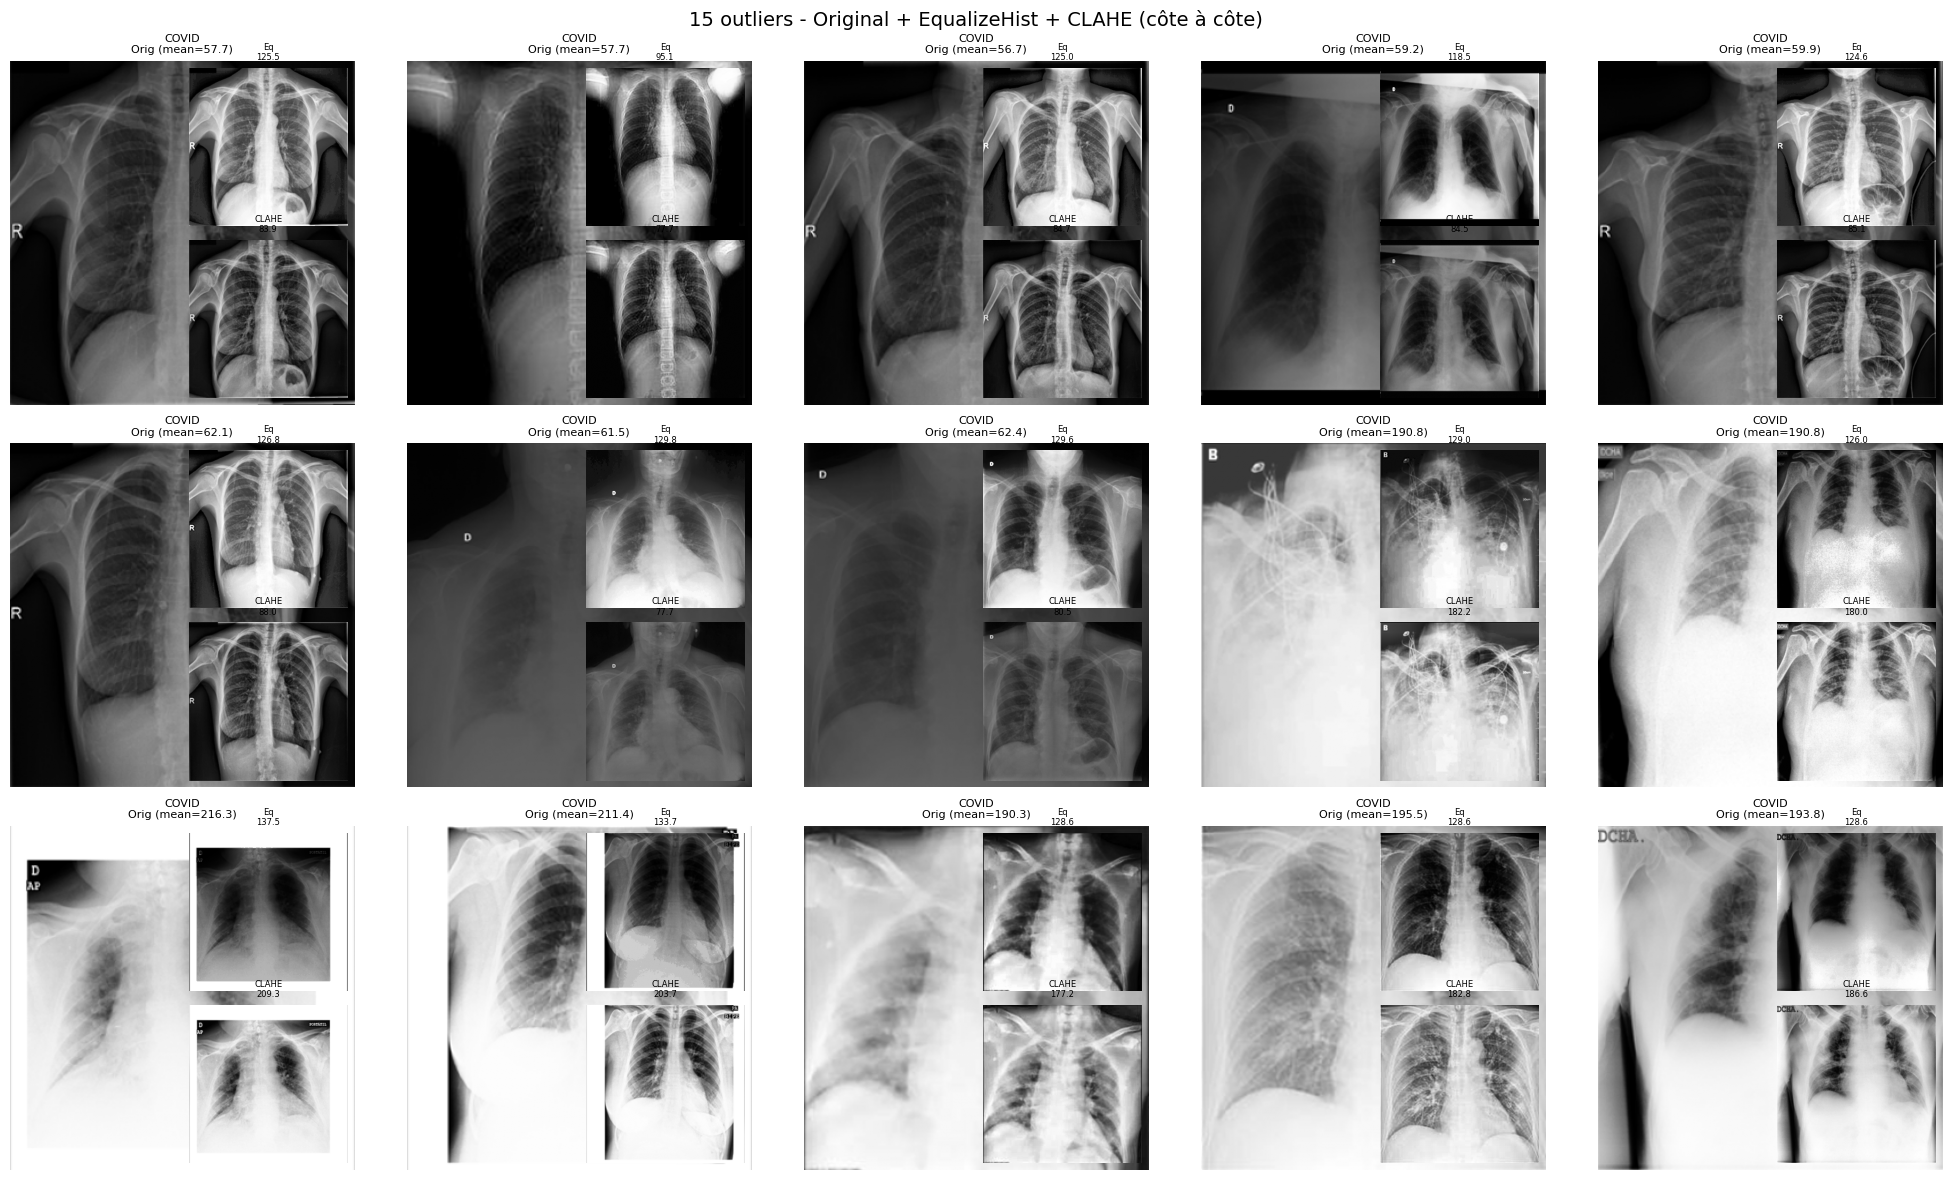 15 outliers - Original + EqualizeHist + CLAHE (côte à côte)
COVID
Orig (mean=57.7)
Eq
125.5
R
R
CLAHE
83.9
R
COVID
Orig (mean=57.7)
Eq
95.1
CLAHE
COVID
Orig (mean=56.7)
Eq
125.0
R
R
CLAHE
84.7
R
COVID
Orig (mean=59.2)
Eq
118.5
D
CLAHE
84.5
COVID
Orig (mean=59.9)
Eq
124.6
R
R
CLAHE
85.1
R
COVID
Orig (mean=62.1)
Eq
126.8
R
R
CLAHE
88.0
R
COVID
Orig (mean=61.5)
Eq
129.8
D
D
CLAHE
77.7
D
COVID
Orig (mean=62.4)
Eq
129.6
D
D
CLAHE
80.5
D
COVID
Orig (mean=190.8)
Eq
129.0
B
B
CLAHE
182.2
B
COVID
Orig (mean=190.8)
Eq
126.0
DCHA
CLAHE
180.0
COVID
Orig (mean=216.3)
Eq
137.5
D
AP
CLAHE
209.3
D
AP
COVID
Orig (mean=211.4)
Eq
133.7
CLAHE
203.7
COVID
Orig (mean=190.3)
Eq
128.6
CLAHE
177.2
COVID
Orig (mean=195.5)
Eq
128.6
CLAHE
182.8
COVID
Orig (mean=193.8)
Eq
128.6
DCHA.
DCHA.
CLAHE
186.6
DCHA.